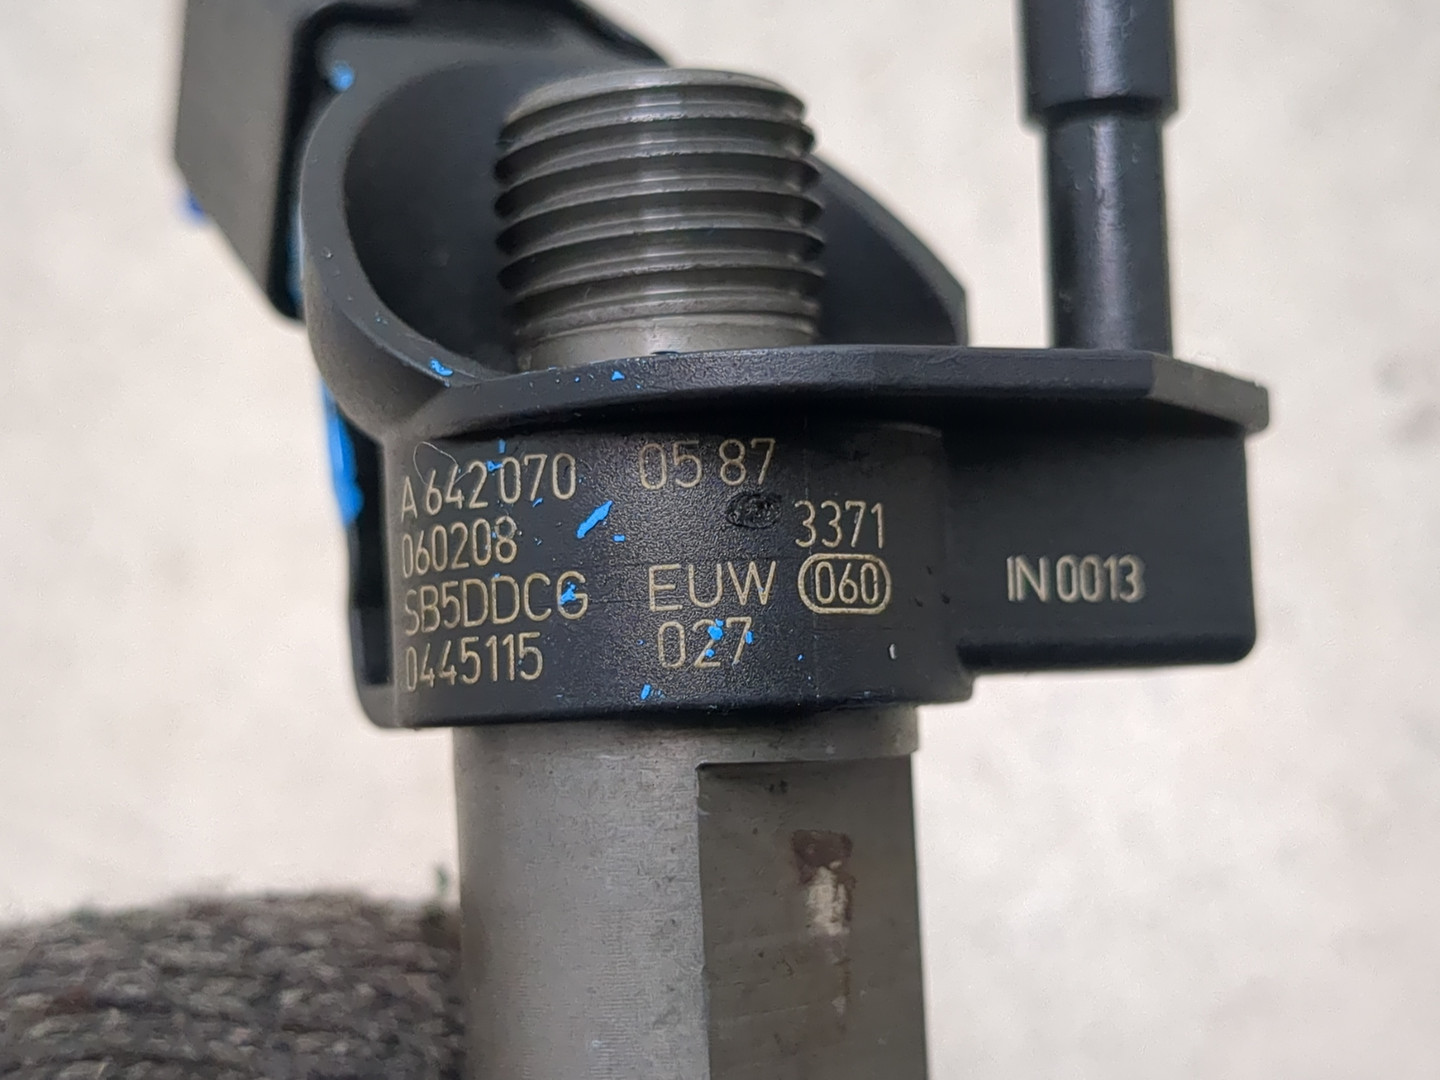 A 642 070 05 87
060208 3371
SB5DDCG EUW 060
0445115 027
IN 0013